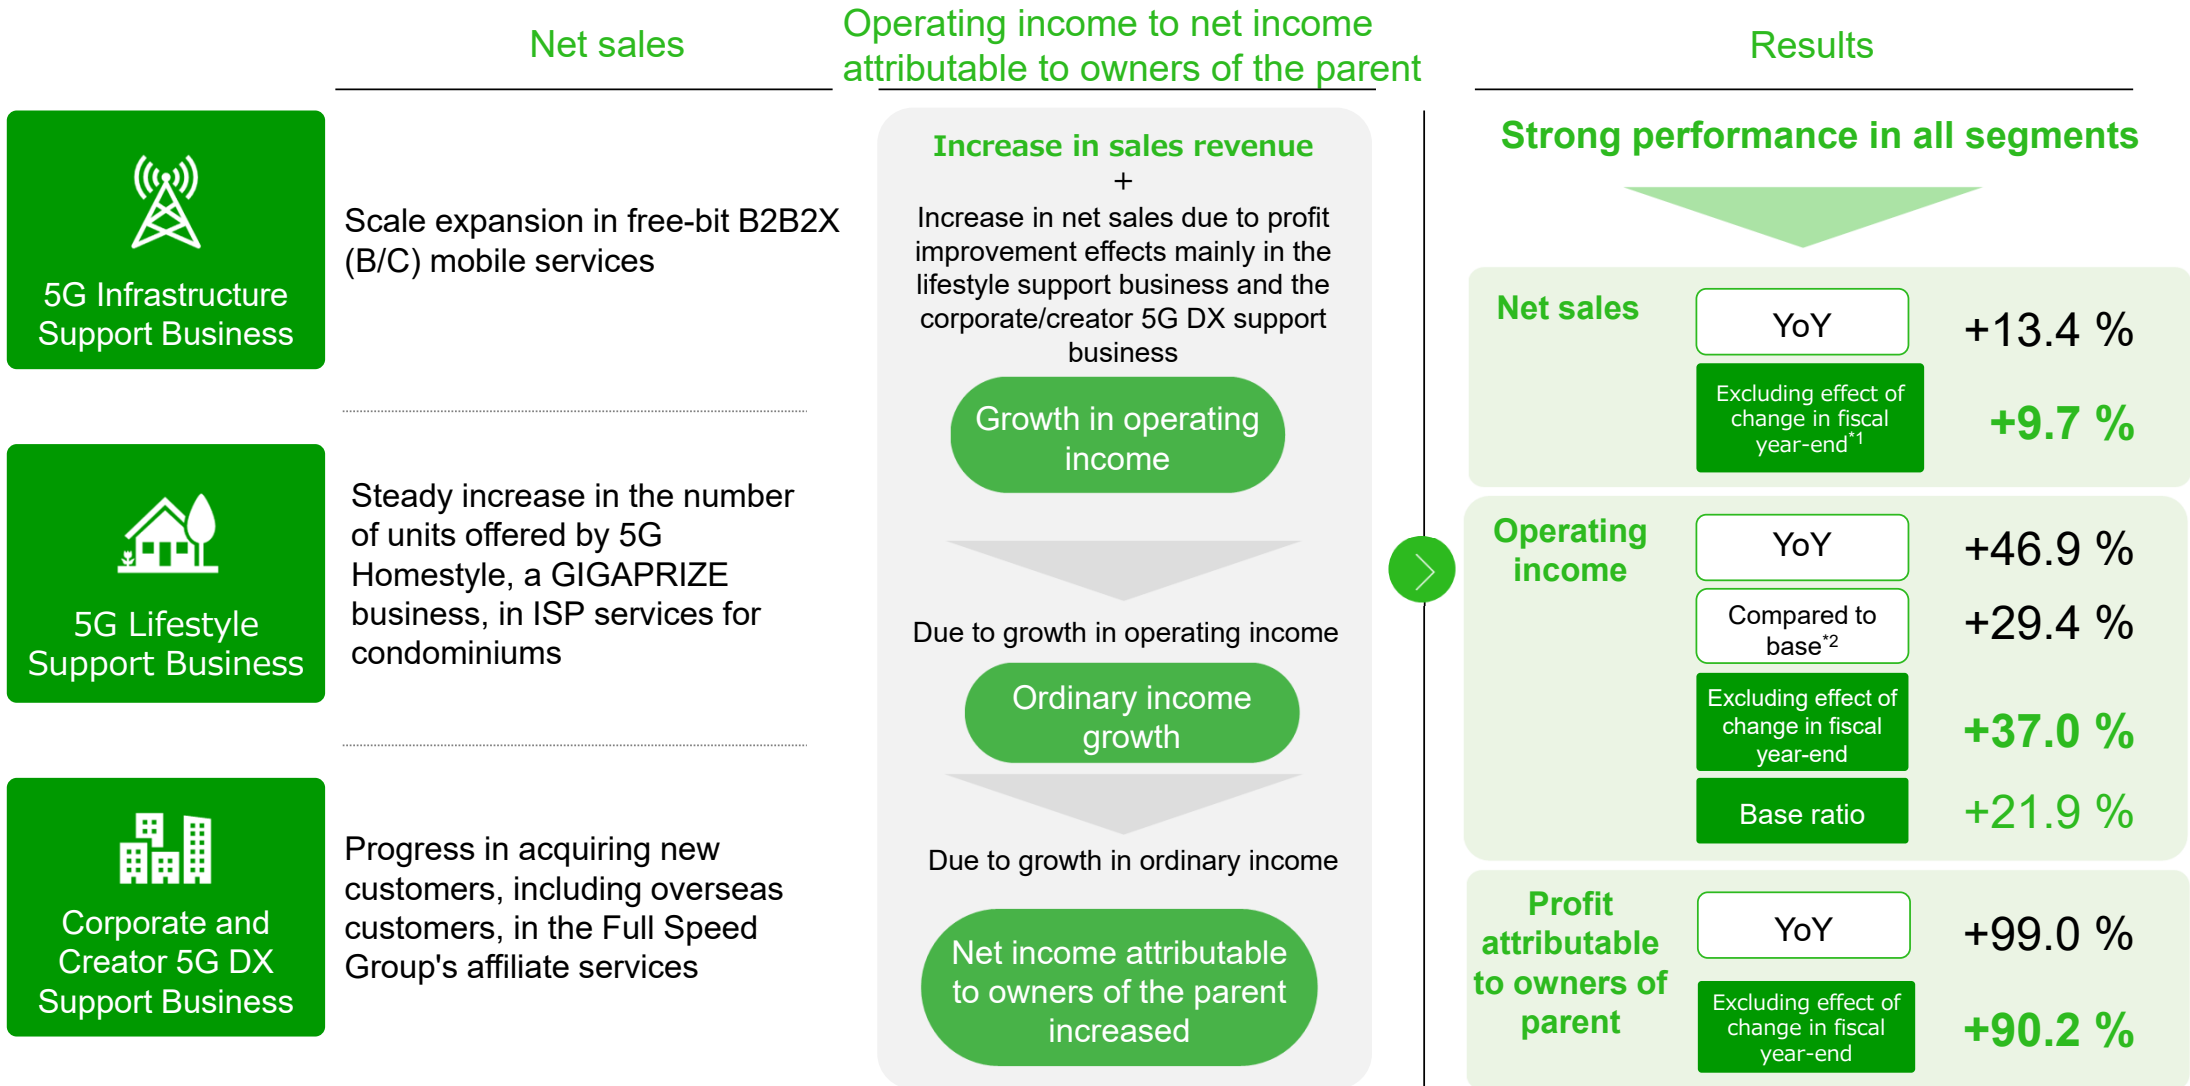 Net sales
Operating income to net income
attributable to owners of the parent
Results
5G Infrastructure
Support Business
Scale expansion in free-bit B2B2X
(B/C) mobile services
5G Lifestyle
Support Business
Steady increase in the number
of units offered by 5G
Homestyle, a GIGAPRIZE
business, in ISP services for
condominiums
Corporate and
Creator 5G DX
Support Business
Progress in acquiring new
customers, including overseas
customers, in the Full Speed
Group's affiliate services
Increase in sales revenue
+
Increase in net sales due to profit
improvement effects mainly in the
lifestyle support business and the
corporate/creator 5G DX support
business
Growth in operating
income
Due to growth in operating income
Ordinary income
growth
Due to growth in ordinary income
Net income attributable
to owners of the parent
increased
Strong performance in all segments
Net sales
YoY
+13.4 %
Excluding effect of
change in fiscal
year-end*1
+9.7 %
Operating
income
YoY
+46.9 %
Compared to
base*2
+29.4 %
Excluding effect of
change in fiscal
year-end
+37.0 %
Base ratio
+21.9 %
Profit
attributable
to owners of
parent
YoY
+99.0 %
Excluding effect of
change in fiscal
year-end
+90.2 %